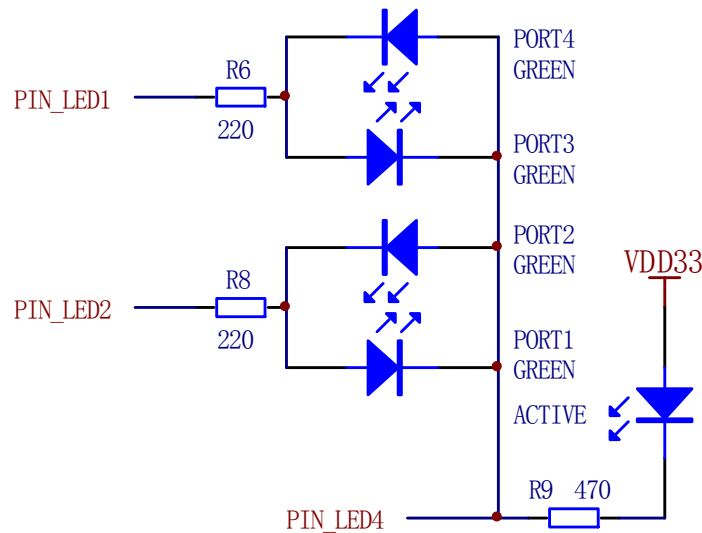 PORT4
GREEN
R6
PIN_LED1
220
PORT3
GREEN
PORT2
GREEN
VDD33
R8
PIN_LED2
220
PORT1
GREEN
ACTIVE
R9 470
PIN_LED4